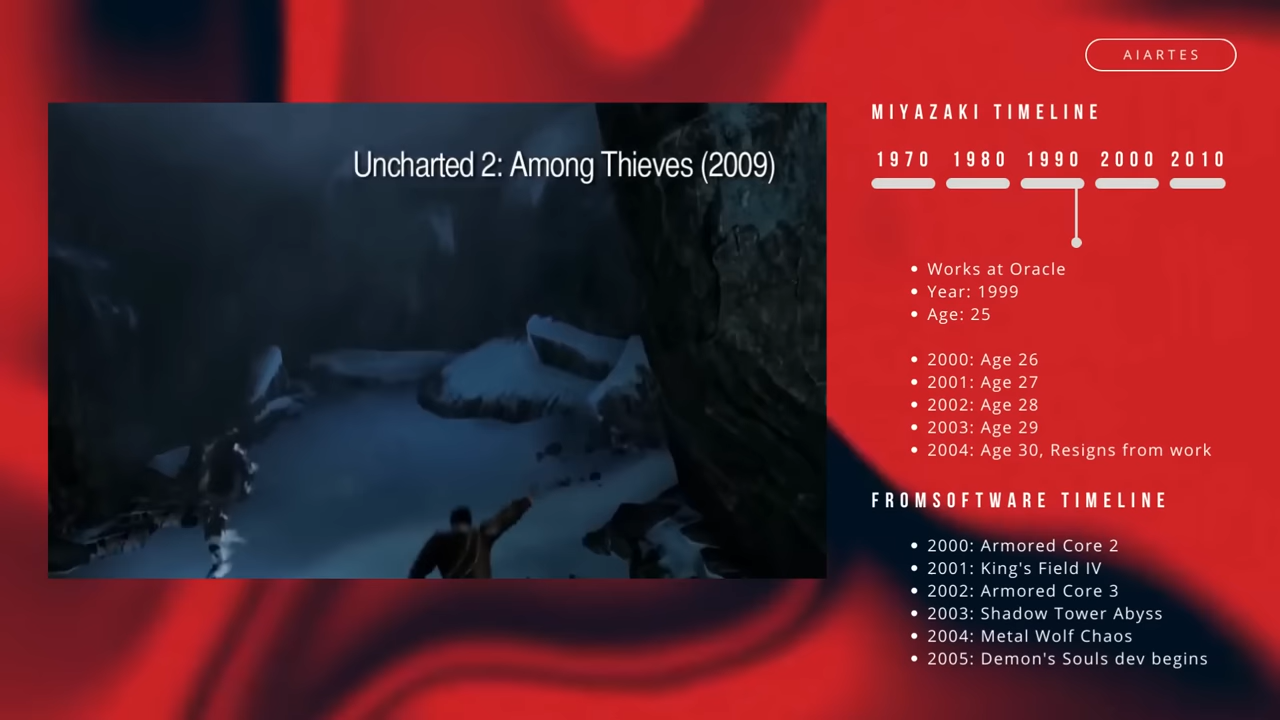 AIARTES
Uncharted 2: Among Thieves (2009)
MIYAZAKI TIMELINE
1970 1980 1990 2000 2010
• Works at Oracle
• Year: 1999
• Age: 25
• 2000: Age 26
• 2001: Age 27
• 2002: Age 28
• 2003: Age 29
• 2004: Age 30, Resigns from work
FROMSOFTWARE TIMELINE
• 2000: Armored Core 2
• 2001: King's Field IV
• 2002: Armored Core 3
• 2003: Shadow Tower Abyss
• 2004: Metal Wolf Chaos
• 2005: Demon's Souls dev begins